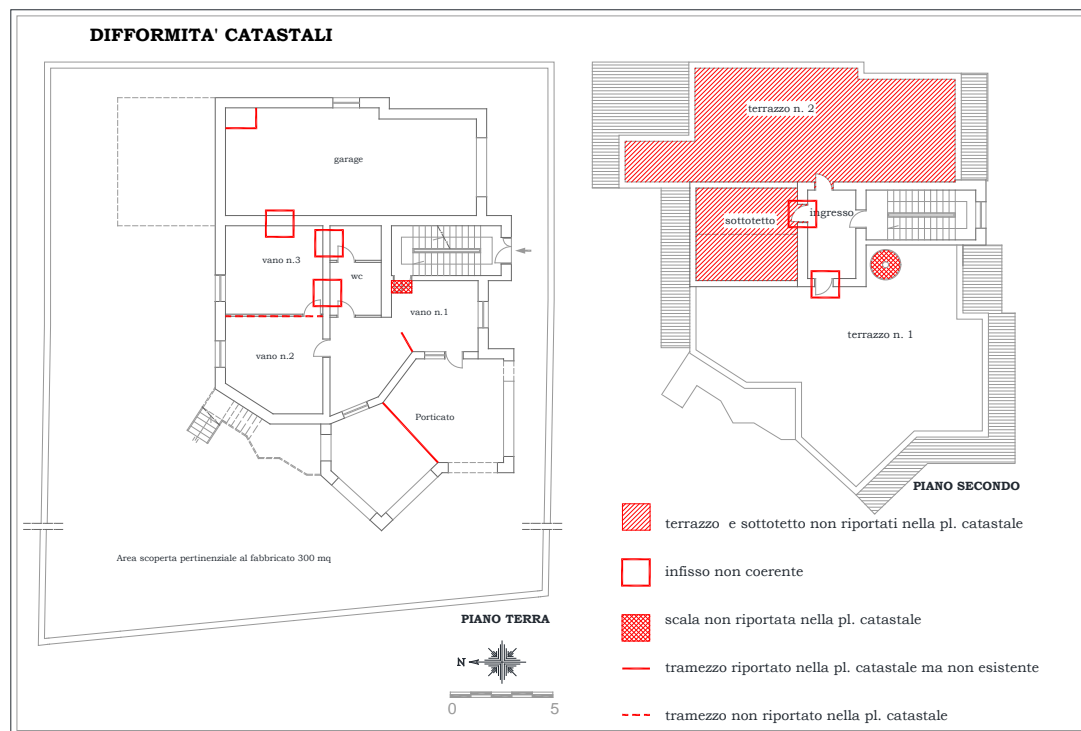 DIFFORMITA' CATASTALI
garage
vano n.3
wc
vano n.1
vano n.2
Porticato
Area scoperta pertinenziale al fabbricato 300 mq
PIANO TERRA
N
0 5
terrazzo n. 2
sottotetto
ingresso
terrazzo n. 1
PIANO SECONDO
terrazzo e sottotetto non riportati nella pl. catastale
infisso non coerente
scala non riportata nella pl. catastale
tramezzo riportato nella pl. catastale ma non esistente
tramezzo non riportato nella pl. catastale